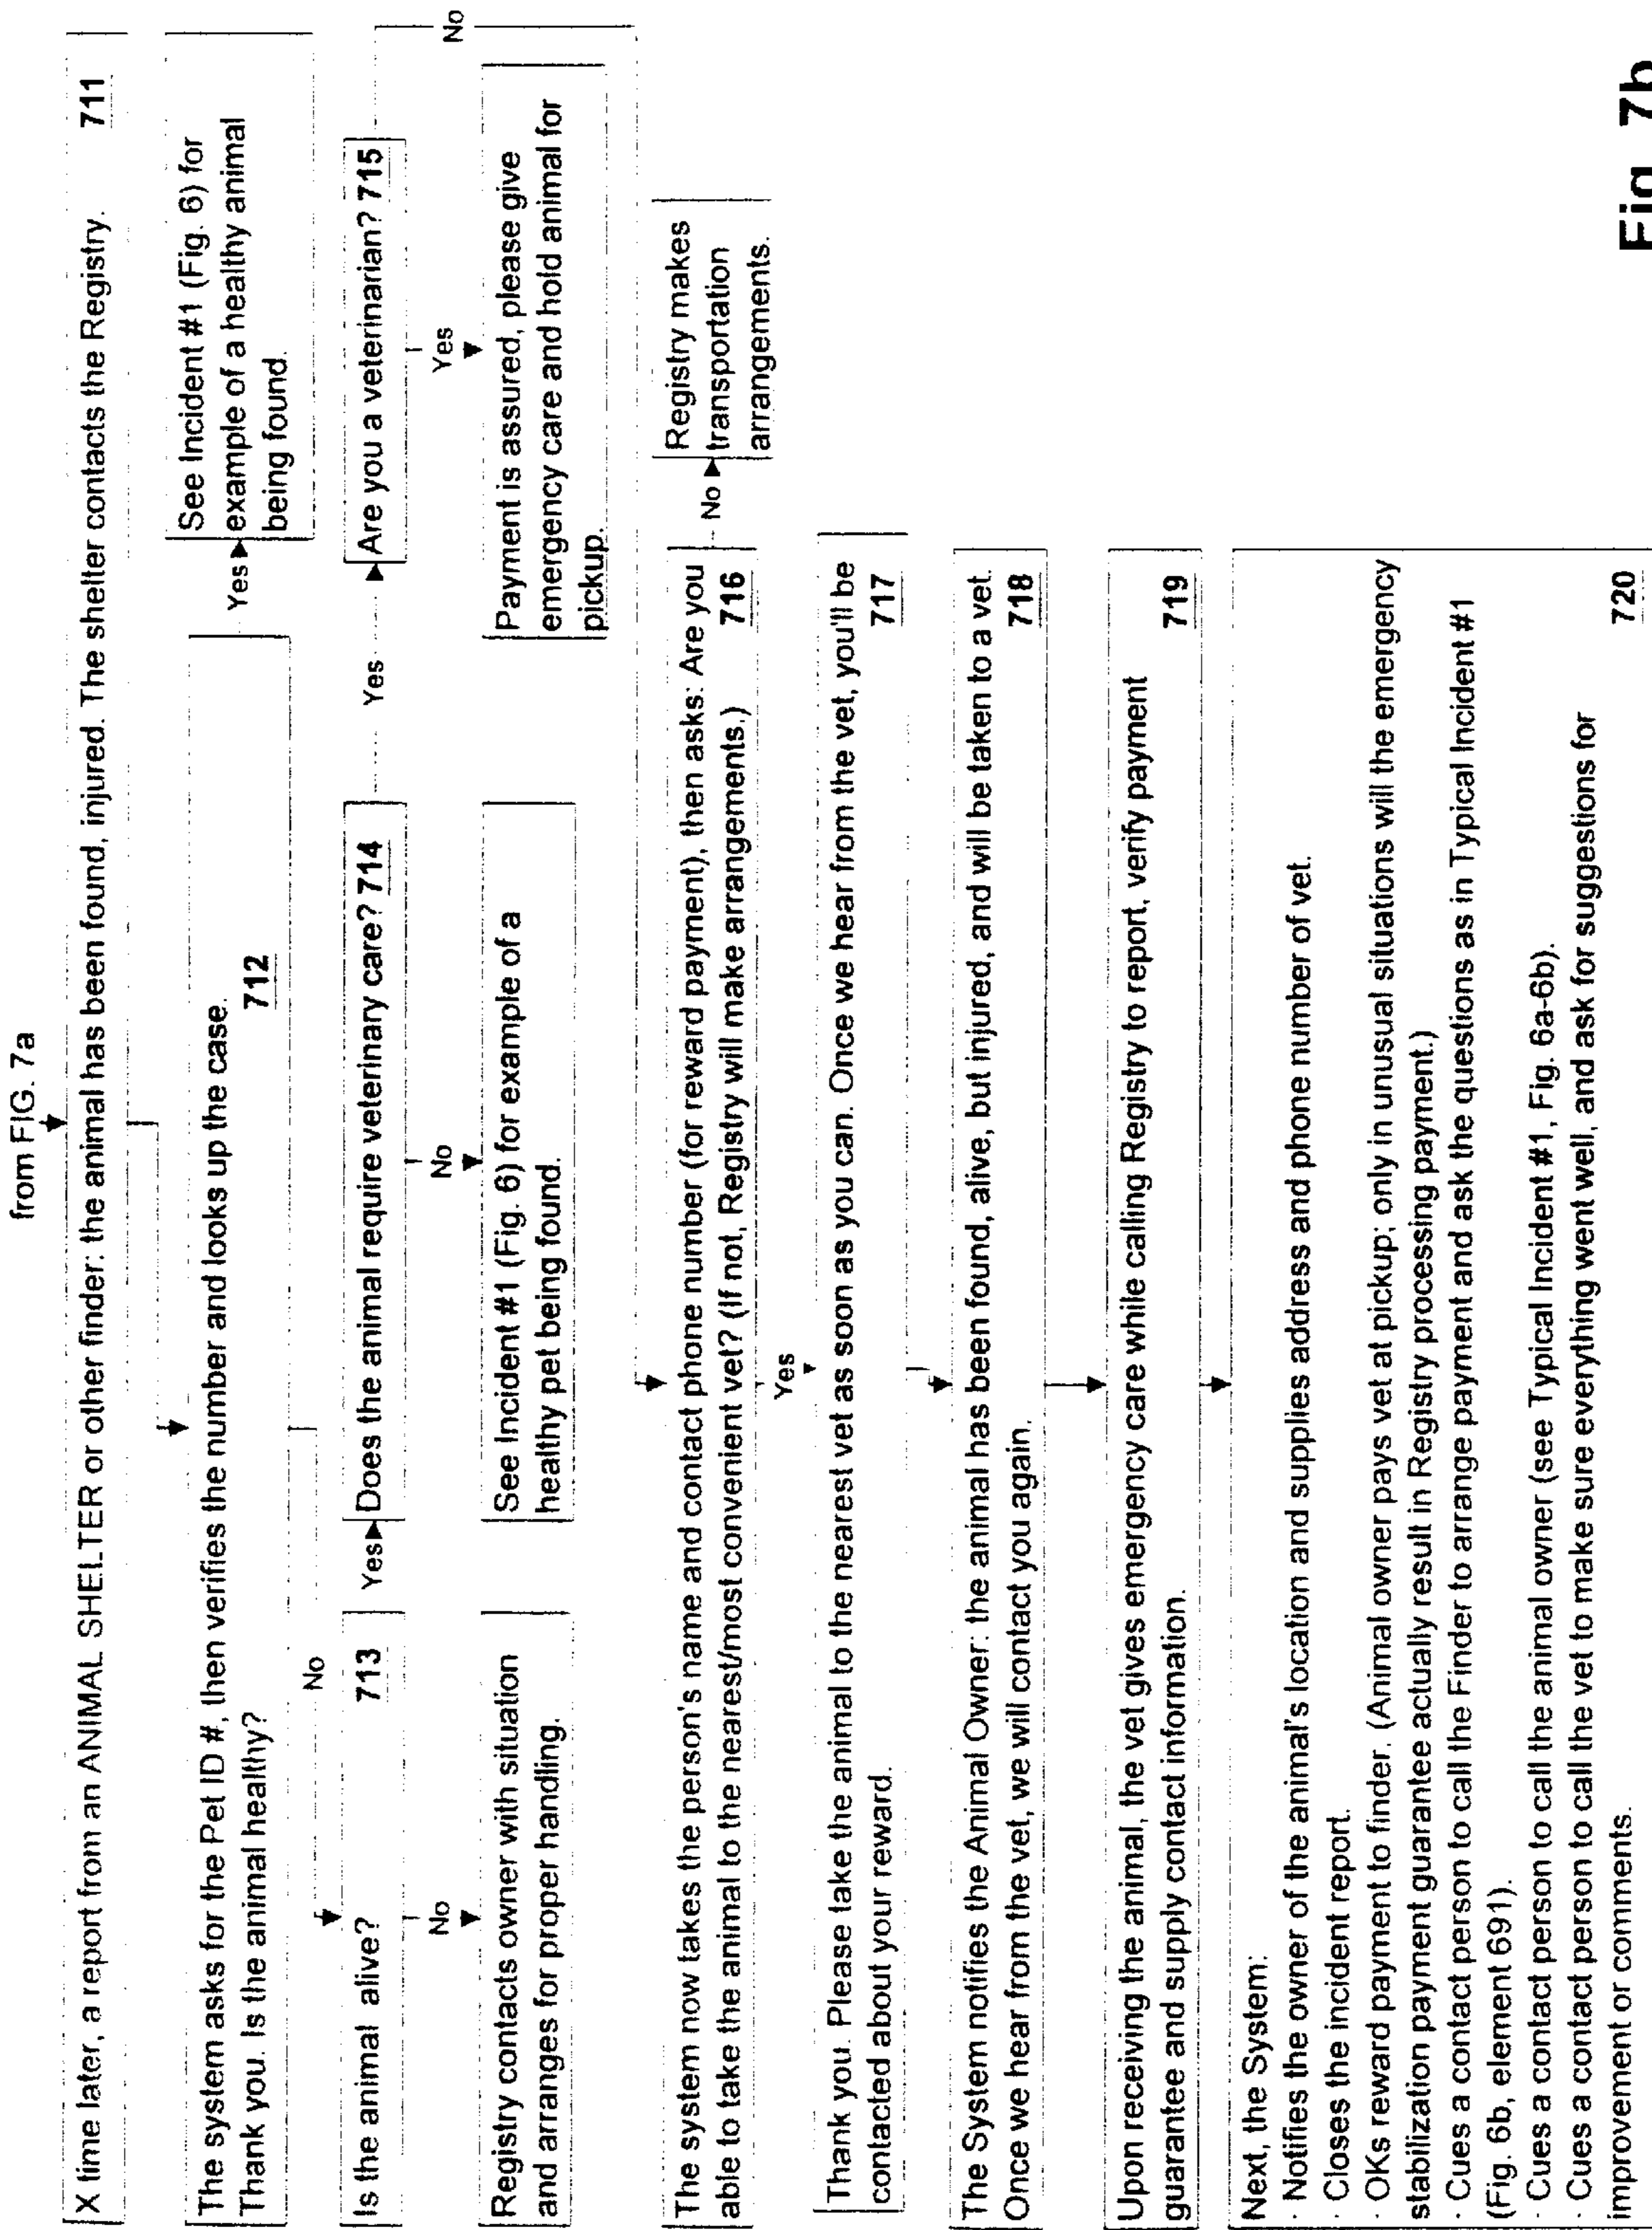 from FIG. 7a
X time later, a report from an ANIMAL SHELTER or other finder: the animal has been found, injured. The shelter contacts the Registry. 711
The system asks for the Pet ID #, then verifies the number and looks up the case.
Thank you. Is the animal healthy? 712
Yes
See Incident #1 (Fig. 6) for
example of a healthy animal
being found.
No
Is the animal alive? 713
Yes
Does the animal require veterinary care? 714
Yes
Are you a veterinarian? 715
No
No
Registry contacts owner with situation
and arranges for proper handling.
No
See Incident #1 (Fig. 6) for example of a
healthy pet being found.
Yes
Payment is assured, please give
emergency care and hold animal for
pickup.
The system now takes the person's name and contact phone number (for reward payment), then asks: Are you
able to take the animal to the nearest/most convenient vet? (If not, Registry will make arrangements.) 716
No
Registry makes
transportation
arrangements.
Yes
Thank you. Please take the animal to the nearest vet as soon as you can. Once we hear from the vet, you'll be
contacted about your reward. 717
The System notifies the Animal Owner: the animal has been found, alive, but injured, and will be taken to a vet.
Once we hear from the vet, we will contact you again. 718
Upon receiving the animal, the vet gives emergency care while calling Registry to report, verify payment
guarantee and supply contact information. 719
Next, the System:
· Notifies the owner of the animal's location and supplies address and phone number of vet.
· Closes the incident report.
· OKs reward payment to finder. (Animal owner pays vet at pickup; only in unusual situations will the emergency
stabilization payment guarantee actually result in Registry processing payment.)
· Cues a contact person to call the Finder to arrange payment and ask the questions as in Typical Incident #1
(Fig. 6b, element 691).
· Cues a contact person to call the animal owner (see Typical Incident #1, Fig. 6a-6b).
· Cues a contact person to call the vet to make sure everything went well, and ask for suggestions for
improvement or comments. 720
Fig. 7b